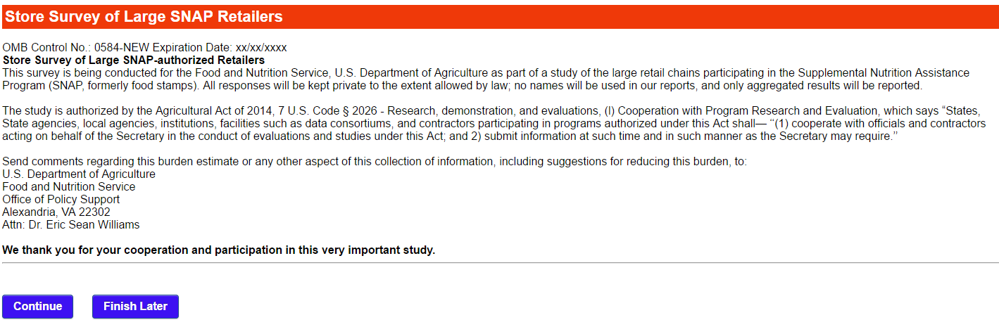 Store Survey of Large SNAP Retailers
OMB Control No.: 0584-NEW Expiration Date: xx/xx/xxxx
Store Survey of Large SNAP-authorized Retailers
This survey is being conducted for the Food and Nutrition Service, U.S. Department of Agriculture as part of a study of the large retail chains participating in the Supplemental Nutrition Assistance
Program (SNAP, formerly food stamps). All responses will be kept private to the extent allowed by law; no names will be used in our reports, and only aggregated results will be reported.
The study is authorized by the Agricultural Act of 2014, 7 U.S. Code § 2026 - Research, demonstration, and evaluations, (l) Cooperation with Program Research and Evaluation, which says “States,
State agencies, local agencies, institutions, facilities such as data consortiums, and contractors participating in programs authorized under this Act shall— “(1) cooperate with officials and contractors
acting on behalf of the Secretary in the conduct of evaluations and studies under this Act; and 2) submit information at such time and in such manner as the Secretary may require.”
Send comments regarding this burden estimate or any other aspect of this collection of information, including suggestions for reducing this burden, to:
U.S. Department of Agriculture
Food and Nutrition Service
Office of Policy Support
Alexandria, VA 22302
Attn: Dr. Eric Sean Williams
We thank you for your cooperation and participation in this very important study.
Continue Finish Later